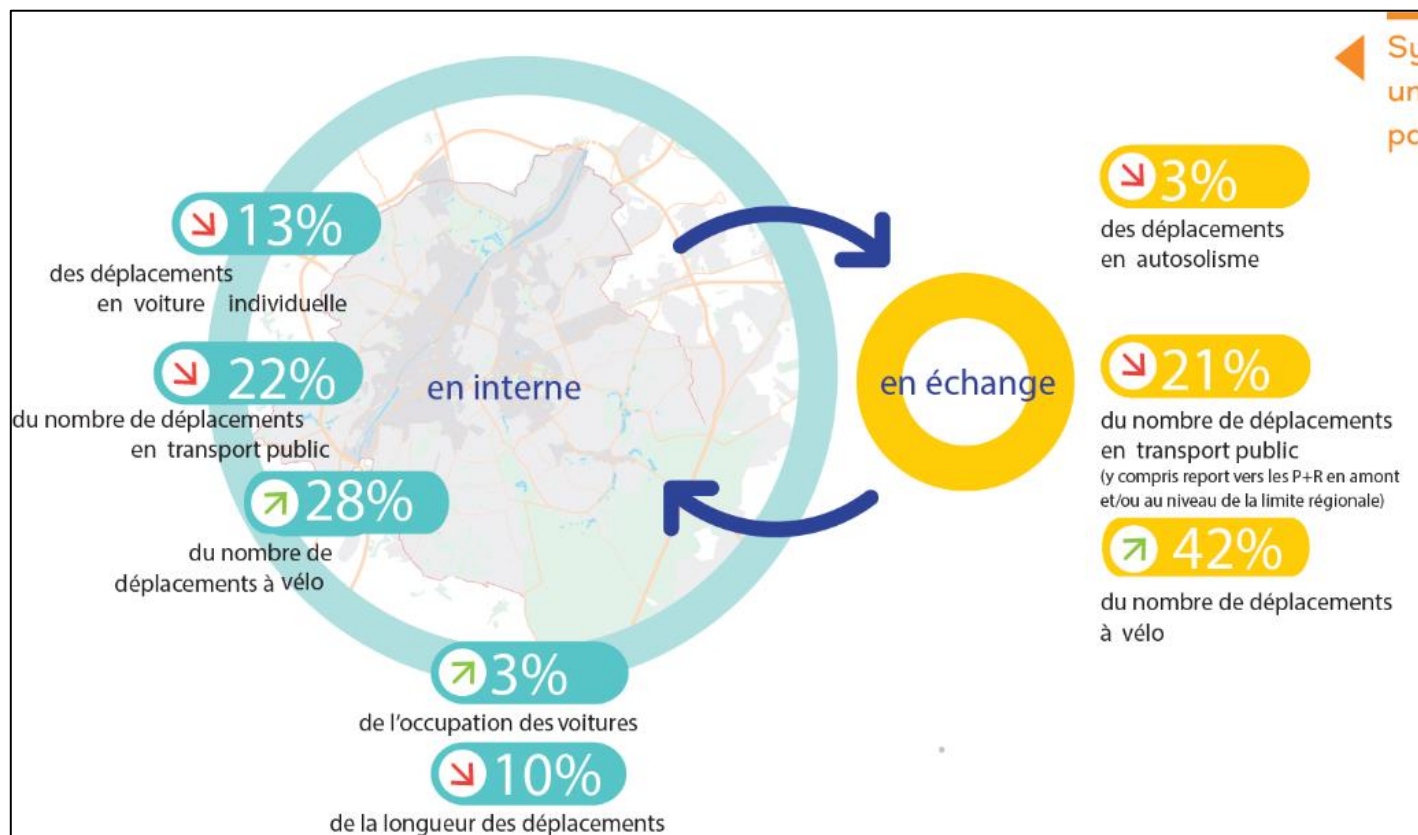 Sy
un
po
13%
des déplacements
en voiture individuelle
22%
du nombre de déplacements
en transport public
28%
du nombre de
déplacements à vélo
3%
de l'occupation des voitures
10%
de la longueur des déplacements
en interne
en échange
3%
des déplacements
en autosolisme
21%
du nombre de déplacements
en transport public
(y compris report vers les P+R en amont
et/ou au niveau de la limite régionale)
42%
du nombre de déplacements
à vélo